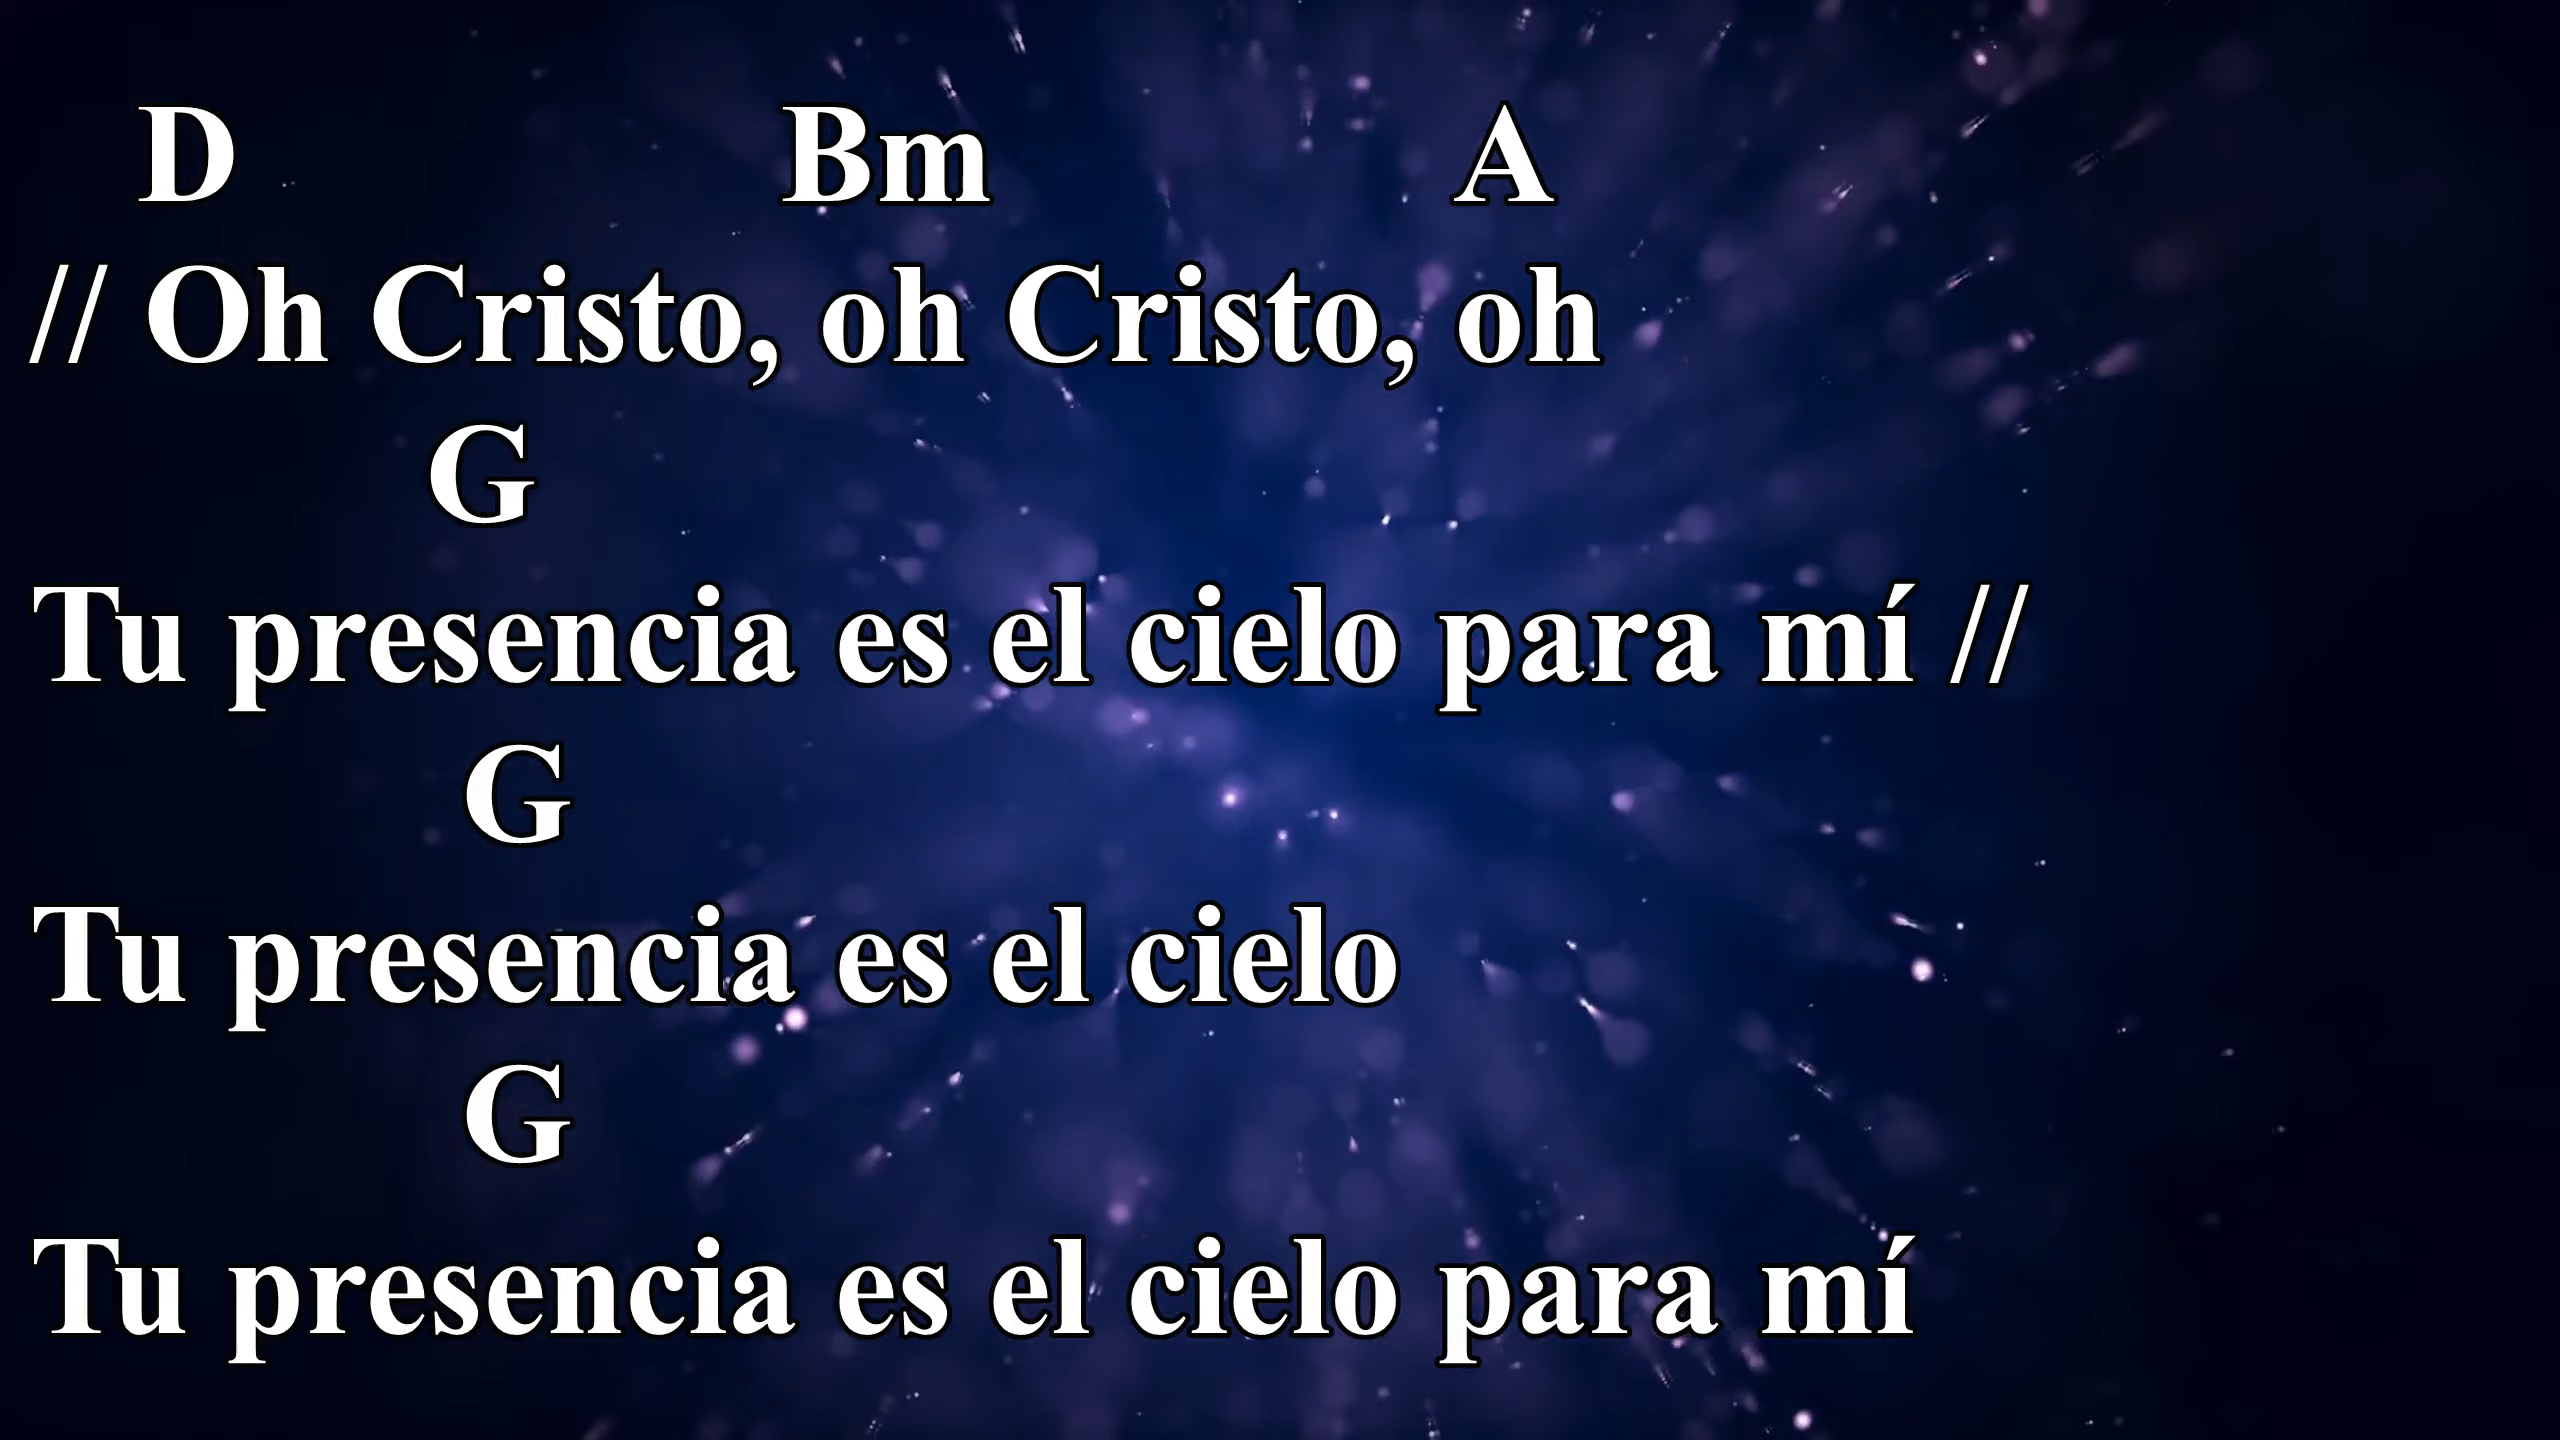 D Bm A
// Oh Cristo, oh Cristo, oh
G
Tu presencia es el cielo para mí //
G
Tu presencia es el cielo
G
Tu presencia es el cielo para mí